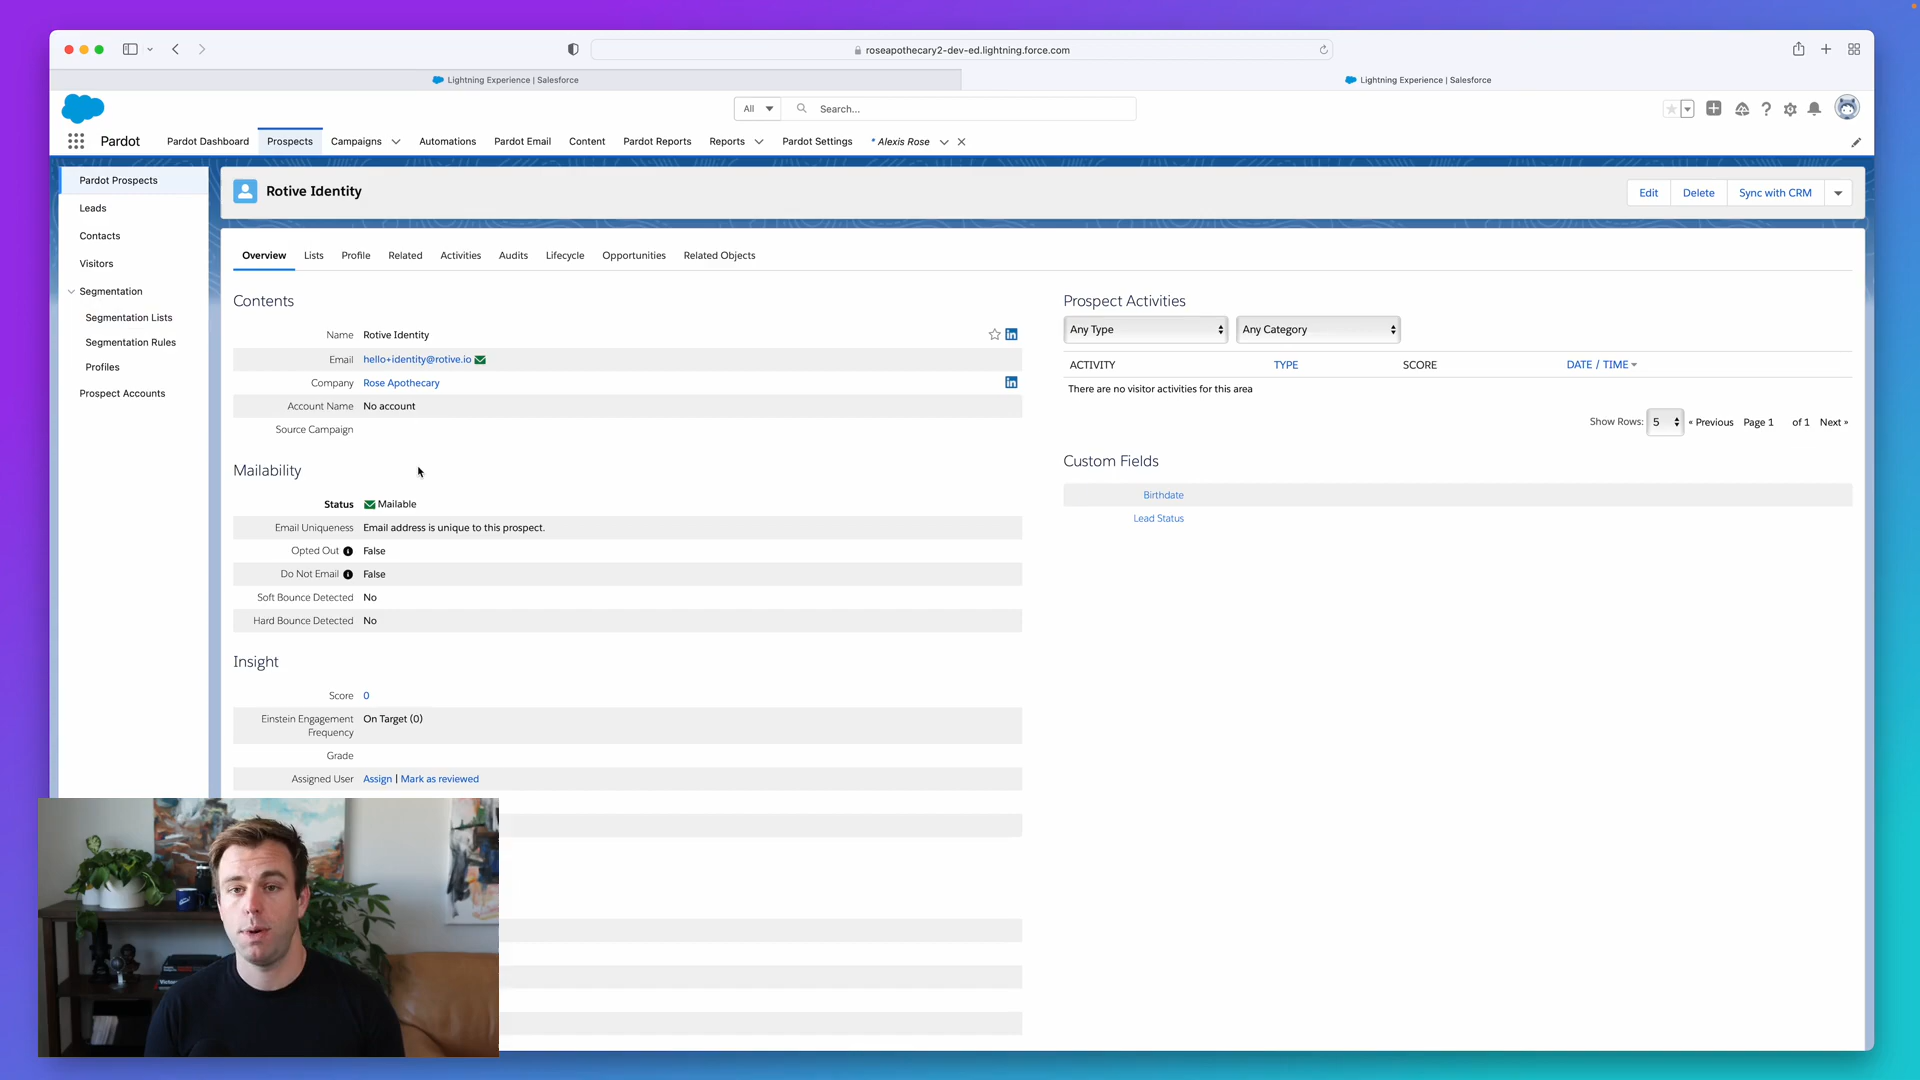 roseapothecary2-dev-ed.lightning.force.com
Lightning Experience | Salesforce
Lightning Experience | Salesforce
All
Search...
Pardot
Pardot Dashboard
Prospects
Campaigns
Automations
Pardot Email
Content
Pardot Reports
Reports
Pardot Settings
* Alexis Rose
Pardot Prospects
Leads
Contacts
Visitors
Segmentation
Segmentation Lists
Segmentation Rules
Profiles
Prospect Accounts
Rotive Identity
Edit
Delete
Sync with CRM
Overview
Lists
Profile
Related
Activities
Audits
Lifecycle
Opportunities
Related Objects
Contents
Name Rotive Identity
Email hello+identity@rotive.io
Company Rose Apothecary
Account Name No account
Source Campaign
Mailability
Status Mailable
Email Uniqueness Email address is unique to this prospect.
Opted Out False
Do Not Email False
Soft Bounce Detected No
Hard Bounce Detected No
Insight
Score 0
Einstein Engagement Frequency On Target (0)
Grade
Assigned User Assign | Mark as reviewed
Prospect Activities
Any Type
Any Category
ACTIVITY TYPE SCORE DATE / TIME
There are no visitor activities for this area
Show Rows: 5 « Previous Page 1 of 1 Next »
Custom Fields
Birthdate
Lead Status